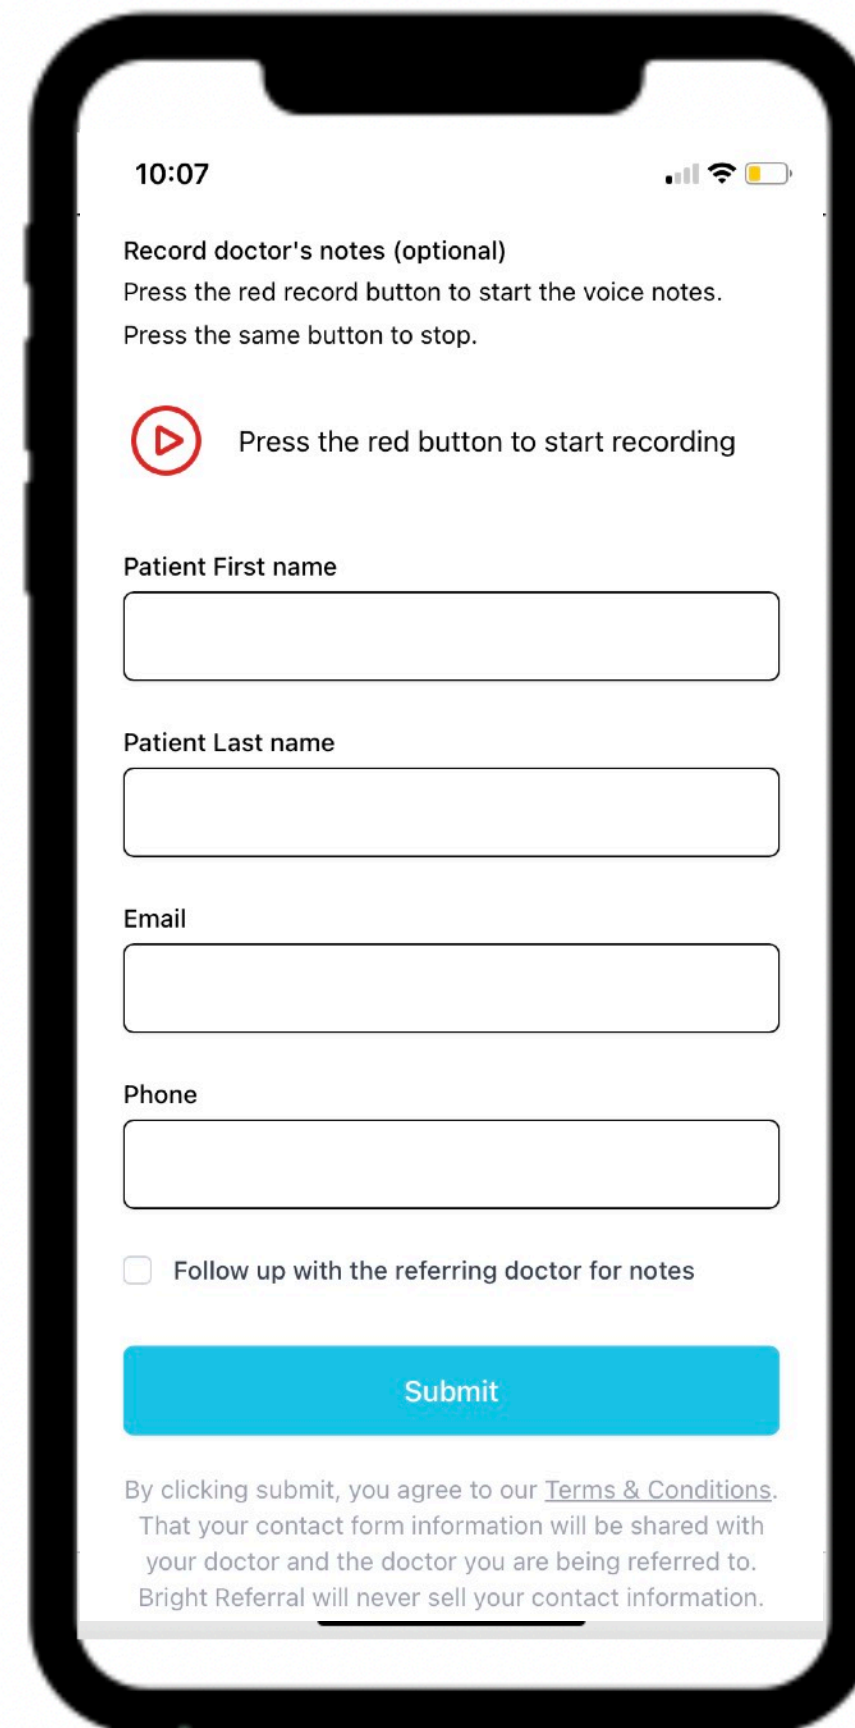 10:07
Record doctor's notes (optional)
Press the red record button to start the voice notes.
Press the same button to stop.
Press the red button to start recording
Patient First name
Patient Last name
Email
Phone
Follow up with the referring doctor for notes
Submit
By clicking submit, you agree to our Terms & Conditions.
That your contact form information will be shared with
your doctor and the doctor you are being referred to.
Bright Referral will never sell your contact information.